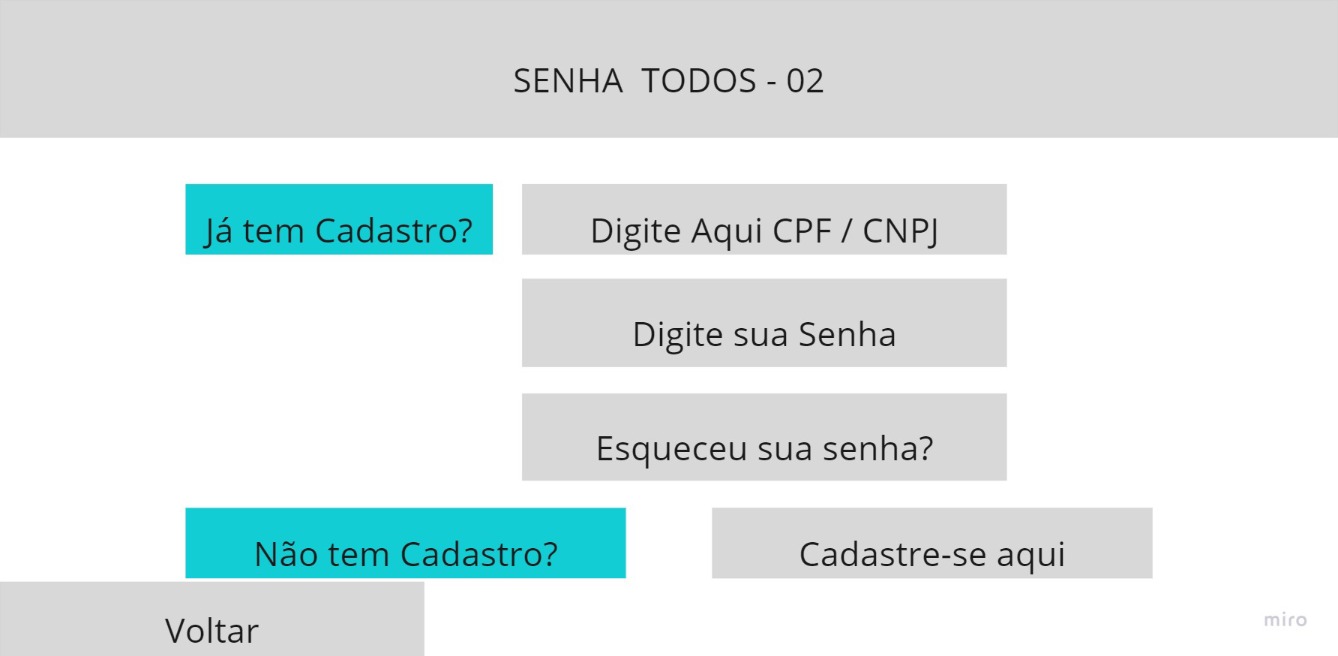 SENHA  TODOS - 02
Já tem Cadastro?
Digite Aqui CPF / CNPJ
Digite sua Senha
Esqueceu sua senha?
Não tem Cadastro?
Cadastre-se aqui
Voltar
miro